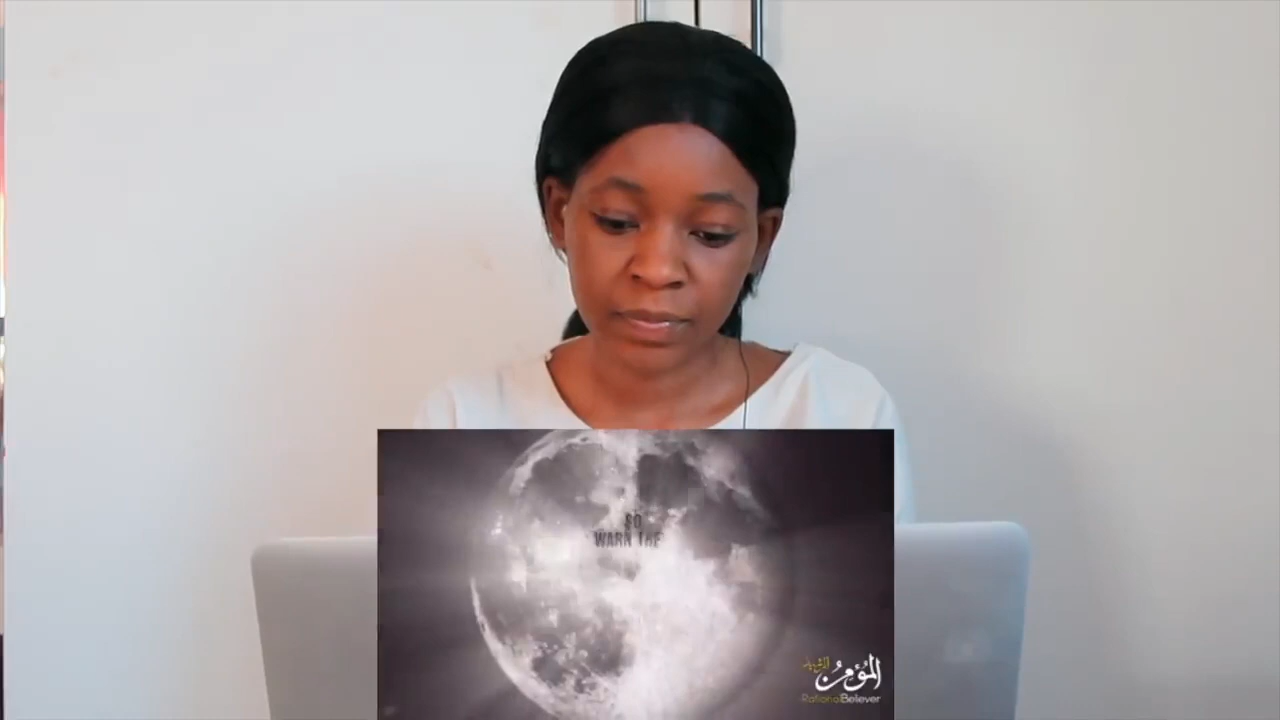 SO
WARN THE
المؤمن
RationalBeliever